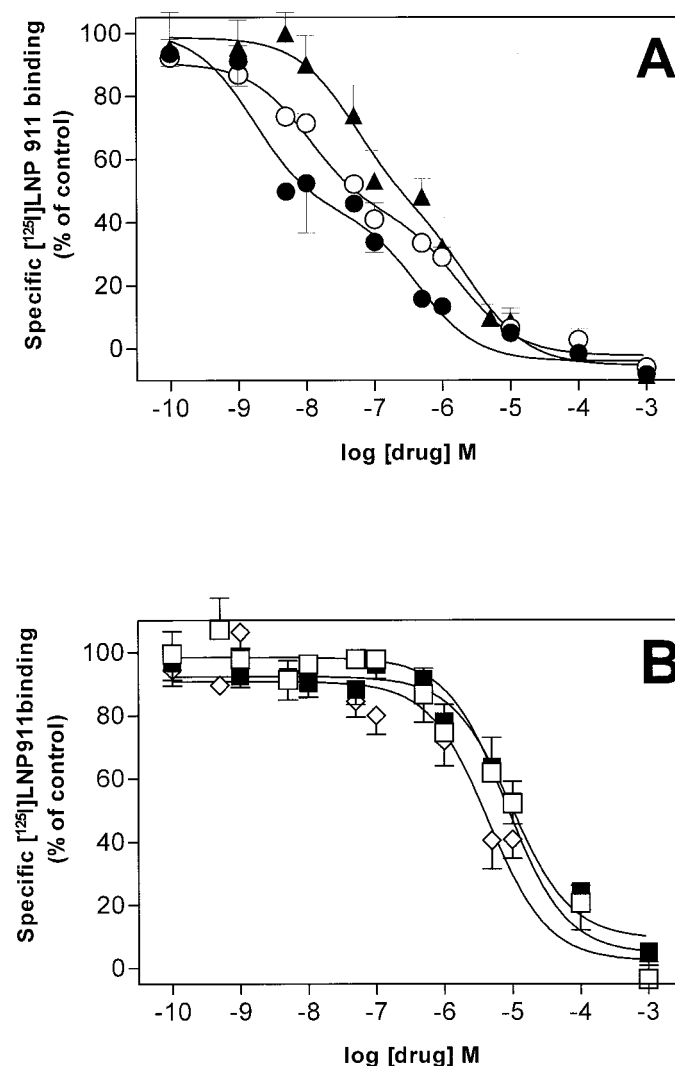 A
Specific [¹²⁵I]LNP 911 binding
(% of control)
100
80
60
40
20
0
-10 -9 -8 -7 -6 -5 -4 -3
log [drug] M
B
Specific [¹²⁵I]LNP911binding
(% of control)
100
80
60
40
20
0
-10 -9 -8 -7 -6 -5 -4 -3
log [drug] M